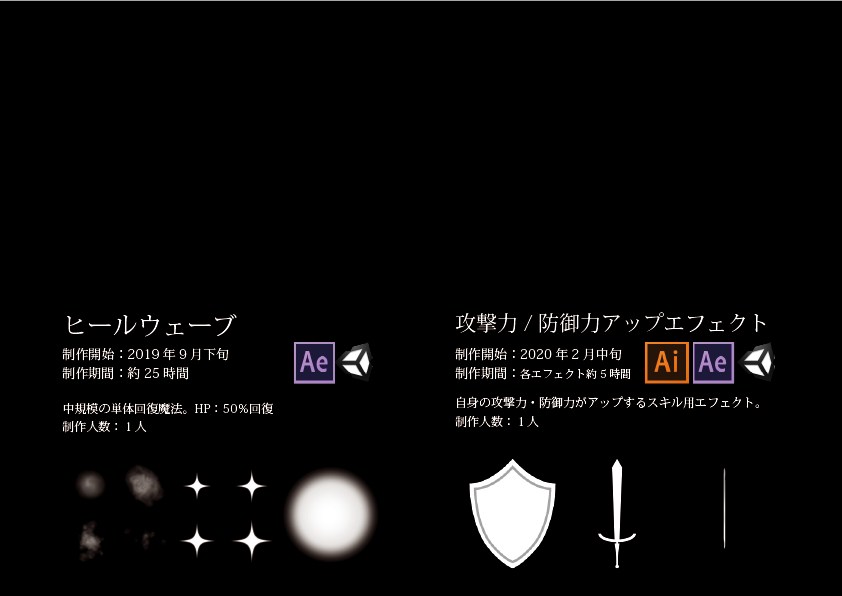 ヒールウェーブ
制作開始：2019 年 9 月下旬
制作期間：約 25 時間
Ae
中規模の単体回復魔法。HP：50%回復
制作人数： 1 人
攻撃力 / 防御力アップエフェクト
制作開始：2020 年 2 月中旬
制作期間：各エフェクト約 5 時間
Ai Ae
自身の攻撃力・防御力がアップするスキル用エフェクト。
制作人数： 1 人